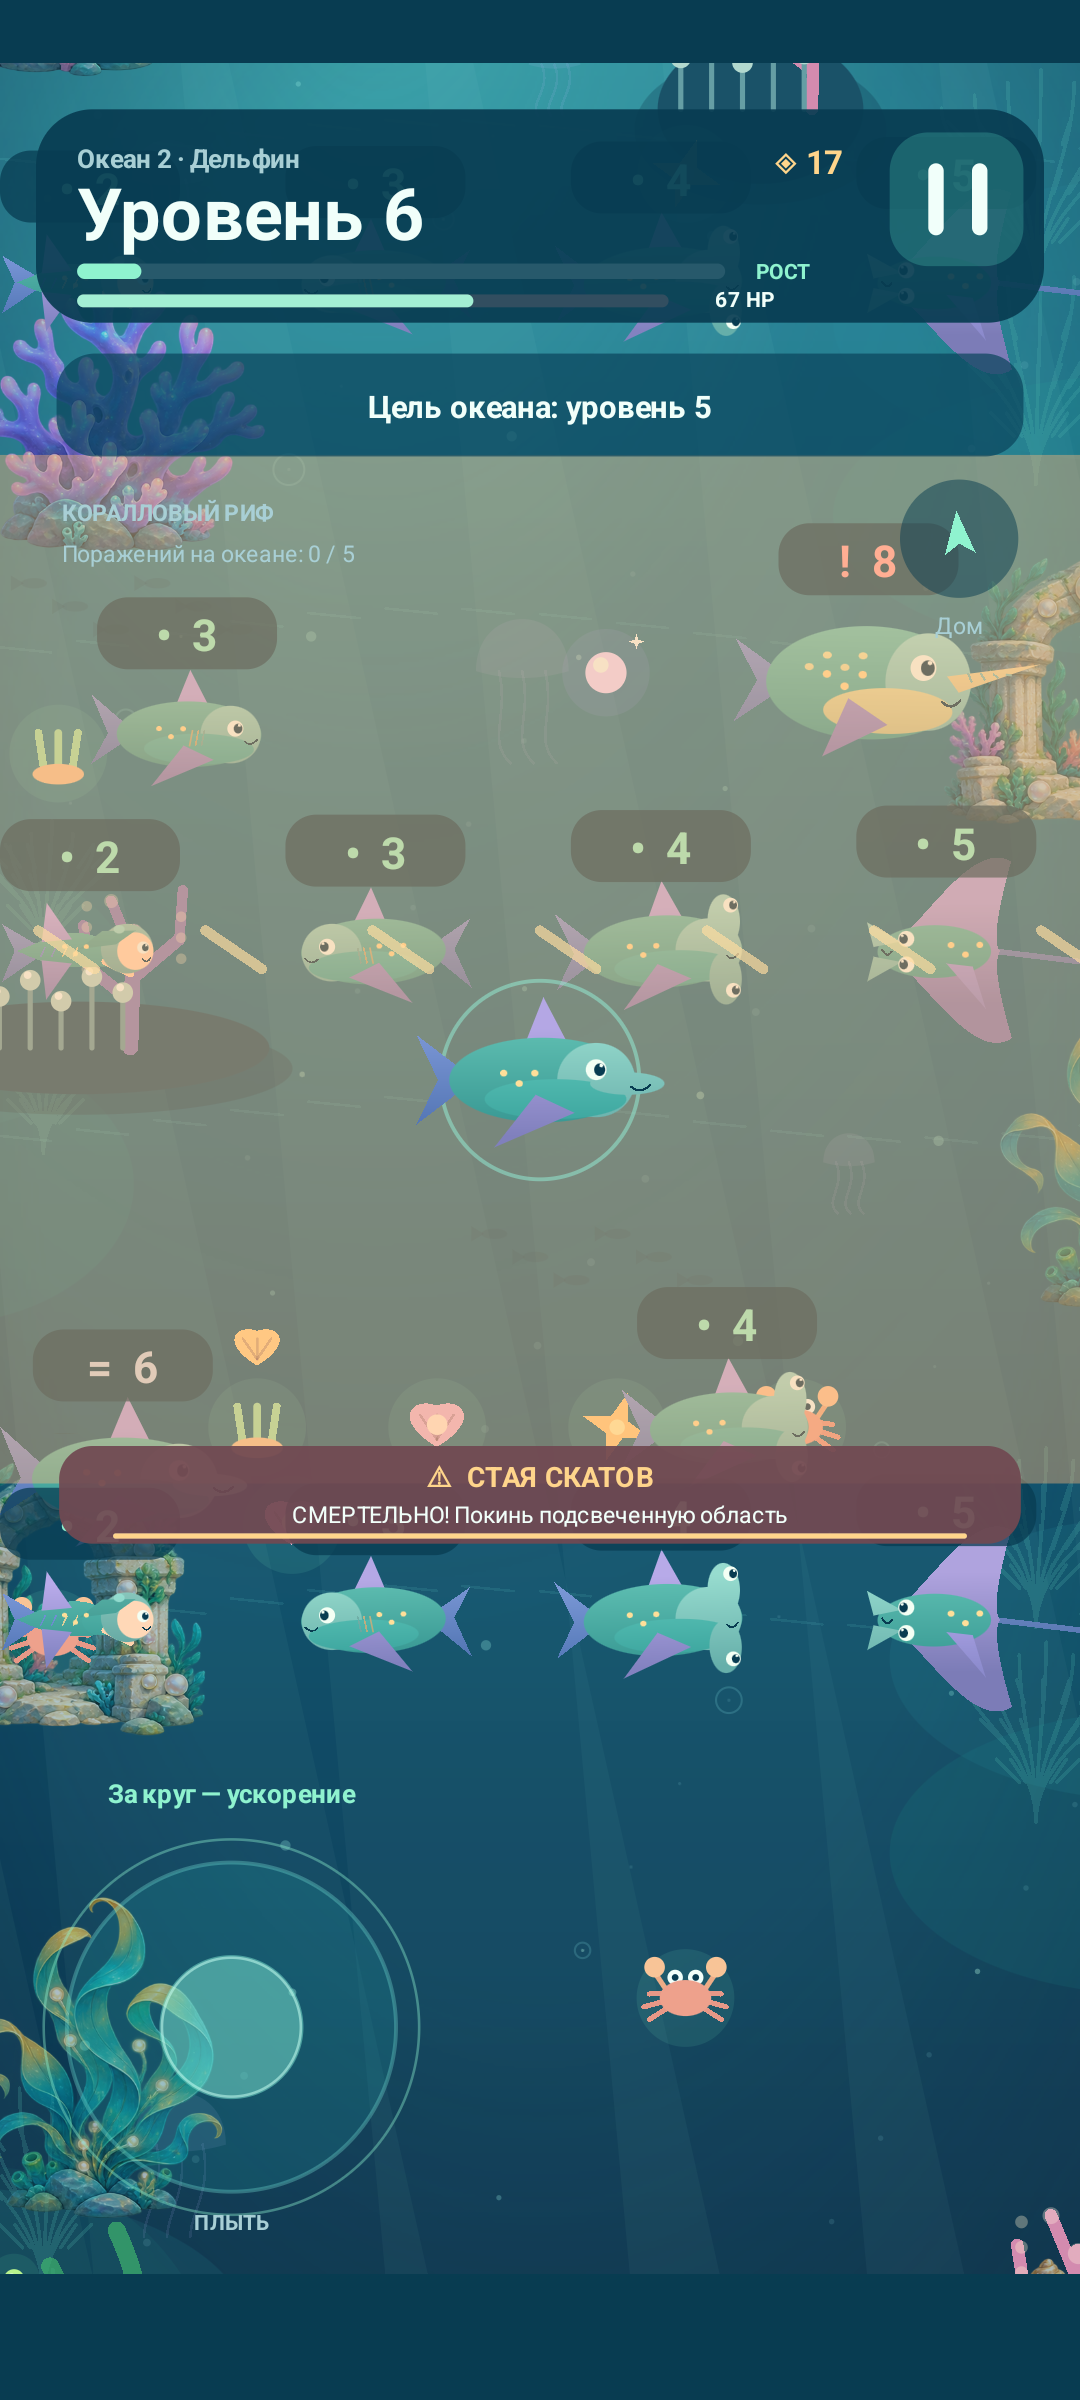 Океан 2 · Дельфин
◈ 17
Уровень 6
РОСТ
67 HP
Цель океана: уровень 5
КОРАЛЛОВЫЙ РИФ
Поражений на океане: 0 / 5
! 8
Дом
• 3
• 2
• 3
• 4
• 5
• 4
= 6
⚠ СТАЯ СКАТОВ
СМЕРТЕЛЬНО! Покинь подсвеченную область
За круг — ускорение
ПЛЫТЬ